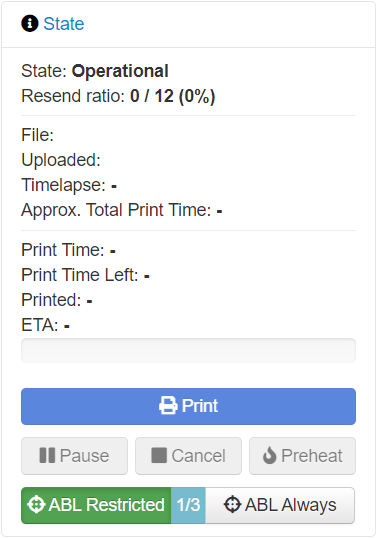 State
State: Operational
Resend ratio: 0 / 12 (0%)
File:
Uploaded:
Timelapse: -
Approx. Total Print Time: -
Print Time: -
Print Time Left: -
Printed: -
ETA: -
Print
Pause Cancel Preheat
ABL Restricted 1/3 ABL Always